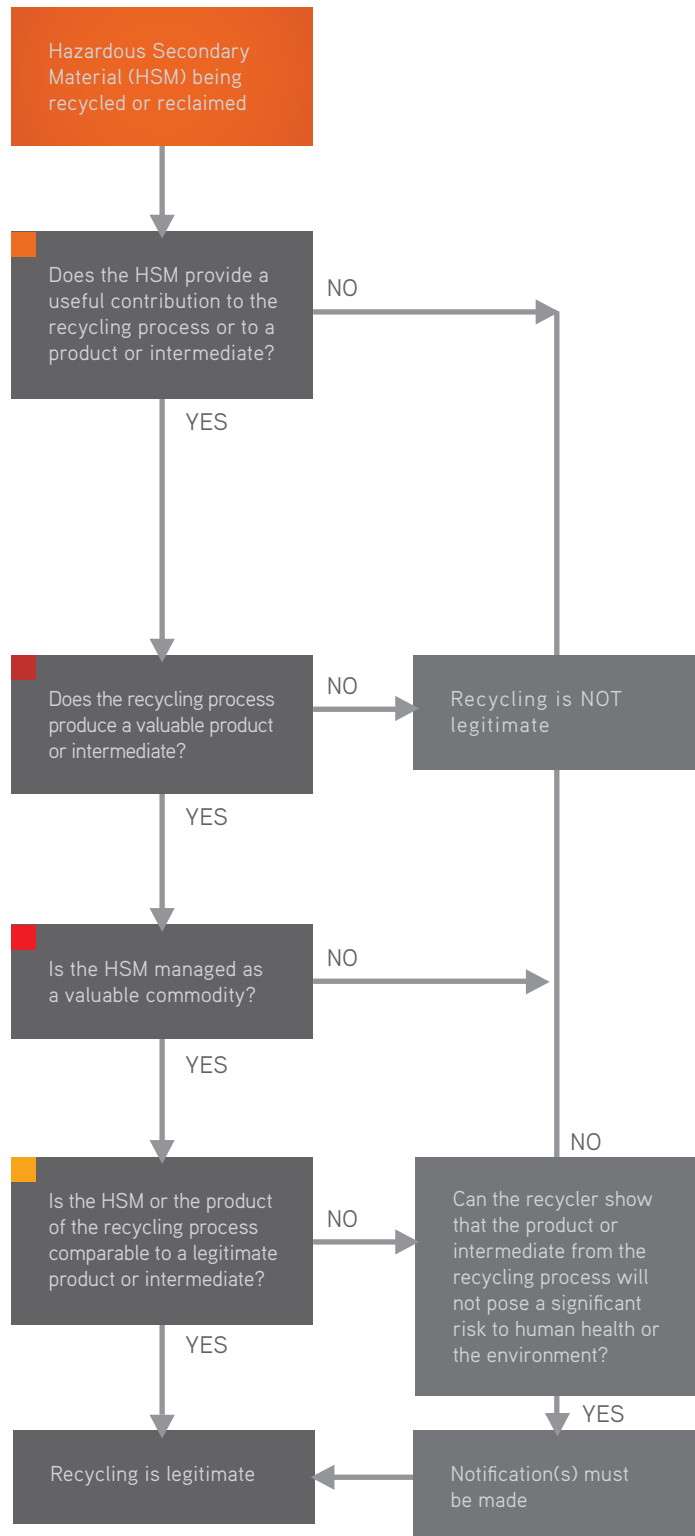 Hazardous Secondary
Material (HSM) being
recycled or reclaimed
Does the HSM provide a
useful contribution to the
recycling process or to a
product or intermediate?
NO
YES
Does the recycling process
produce a valuable product
or intermediate?
NO
Recycling is NOT
legitimate
YES
Is the HSM managed as
a valuable commodity?
NO
YES
NO
Is the HSM or the product
of the recycling process
comparable to a legitimate
product or intermediate?
NO
Can the recycler show
that the product or
intermediate from the
recycling process will
not pose a significant
risk to human health or
the environment?
YES
YES
Recycling is legitimate
Notification(s) must
be made